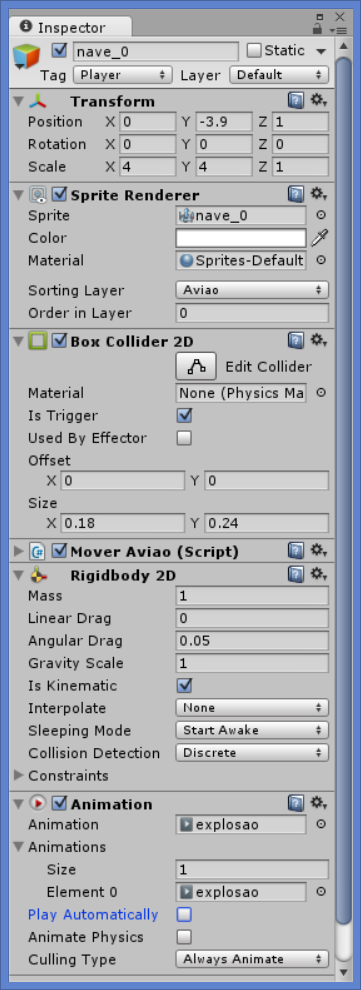 Inspector
nave_0 Static
Tag Player Layer Default
Transform
Position X 0 Y -3.9 Z 1
Rotation X 0 Y 0 Z 0
Scale X 4 Y 4 Z 1
Sprite Renderer
Sprite nave_0
Color
Material Sprites-Default
Sorting Layer Aviao
Order in Layer 0
Box Collider 2D
Edit Collider
Material None (Physics Ma
Is Trigger
Used By Effector
Offset
X 0 Y 0
Size
X 0.18 Y 0.24
Mover Aviao (Script)
Rigidbody 2D
Mass 1
Linear Drag 0
Angular Drag 0.05
Gravity Scale 1
Is Kinematic
Interpolate None
Sleeping Mode Start Awake
Collision Detection Discrete
Constraints
Animation
Animation explosao
Animations
Size 1
Element 0 explosao
Play Automatically
Animate Physics
Culling Type Always Animate